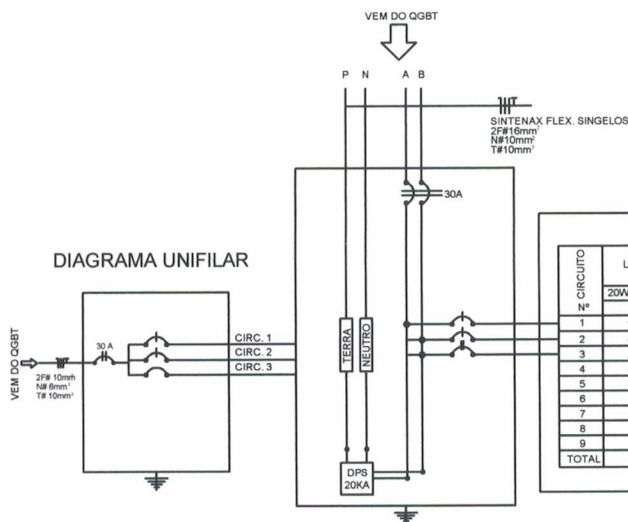 VEM DO QGBT
P N A B
SINTENAX FLEX. SINGELOS
2F#16mm²
N#10mm²
T#10mm²
30A
DIAGRAMA UNIFILAR
VEM DO QGBT
2F# 10mm
N# 6mm²
T# 10mm²
30 A
CIRC. 1
CIRC. 2
CIRC. 3
TERRA
NEUTRO
DPS
20KA
CIRCUITO
Nº
L
20W
1
2
3
4
5
6
7
8
9
TOTAL